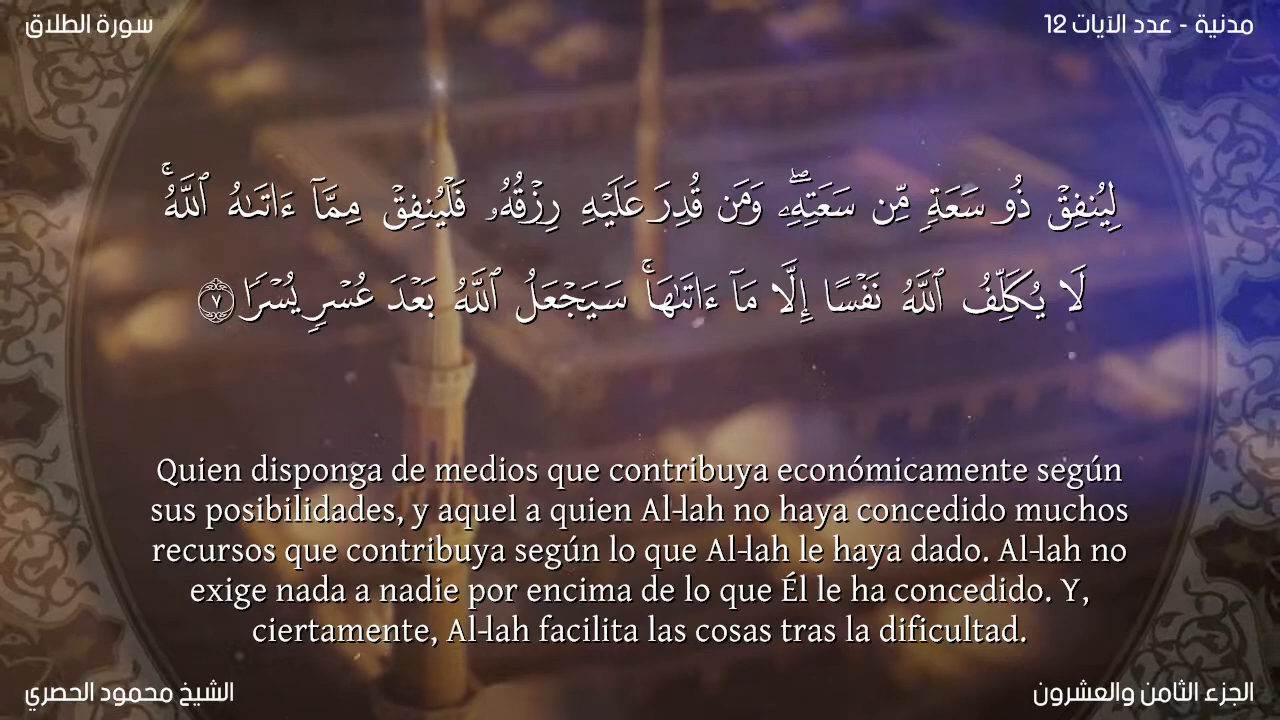 سورة الطلاق
مدنية - عدد الآيات 12
لِيُنفِقْ ذُو سَعَةٍ مِّن سَعَتِهِۦ ۖ وَمَن قُدِرَ عَلَيْهِ رِزْقُهُۥ فَلْيُنفِقْ مِمَّآ ءَاتَىٰهُ ٱللَّهُ ۚ
لَا يُكَلِّفُ ٱللَّهُ نَفْسًا إِلَّا مَآ ءَاتَىٰهَا ۚ سَيَجْعَلُ ٱللَّهُ بَعْدَ عُسْرٍ يُسْرًا ٧
Quien disponga de medios que contribuya económicamente según
sus posibilidades, y aquel a quien Al-lah no haya concedido muchos
recursos que contribuya según lo que Al-lah le haya dado. Al-lah no
exige nada a nadie por encima de lo que Él le ha concedido. Y,
ciertamente, Al-lah facilita las cosas tras la dificultad.
الشيخ محمود الحصري
الجزء الثامن والعشرون